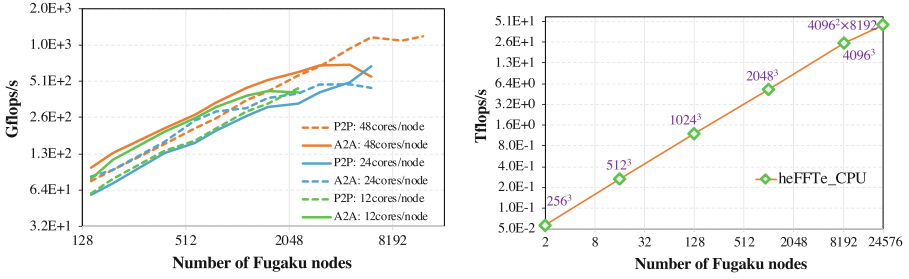 2.0E+3
1.0E+3
5.1E+2
2.6E+2
1.3E+2
6.4E+1
3.2E+1
Gflops/s
P2P: 48cores/node
A2A: 48cores/node
P2P: 24cores/node
A2A: 24cores/node
P2P: 12cores/node
A2A: 12cores/node
128 512 2048 8192
Number of Fugaku nodes
5.1E+1
2.6E+1
1.3E+1
6.4E+0
3.2E+0
1.6E+0
8.0E-1
4.0E-1
2.0E-1
1.0E-1
5.0E-2
Tflops/s
4096²×8192
4096³
2048³
1024³
512³
256³
heFFTe_CPU
2 8 32 128 512 2048 8192 24576
Number of Fugaku nodes